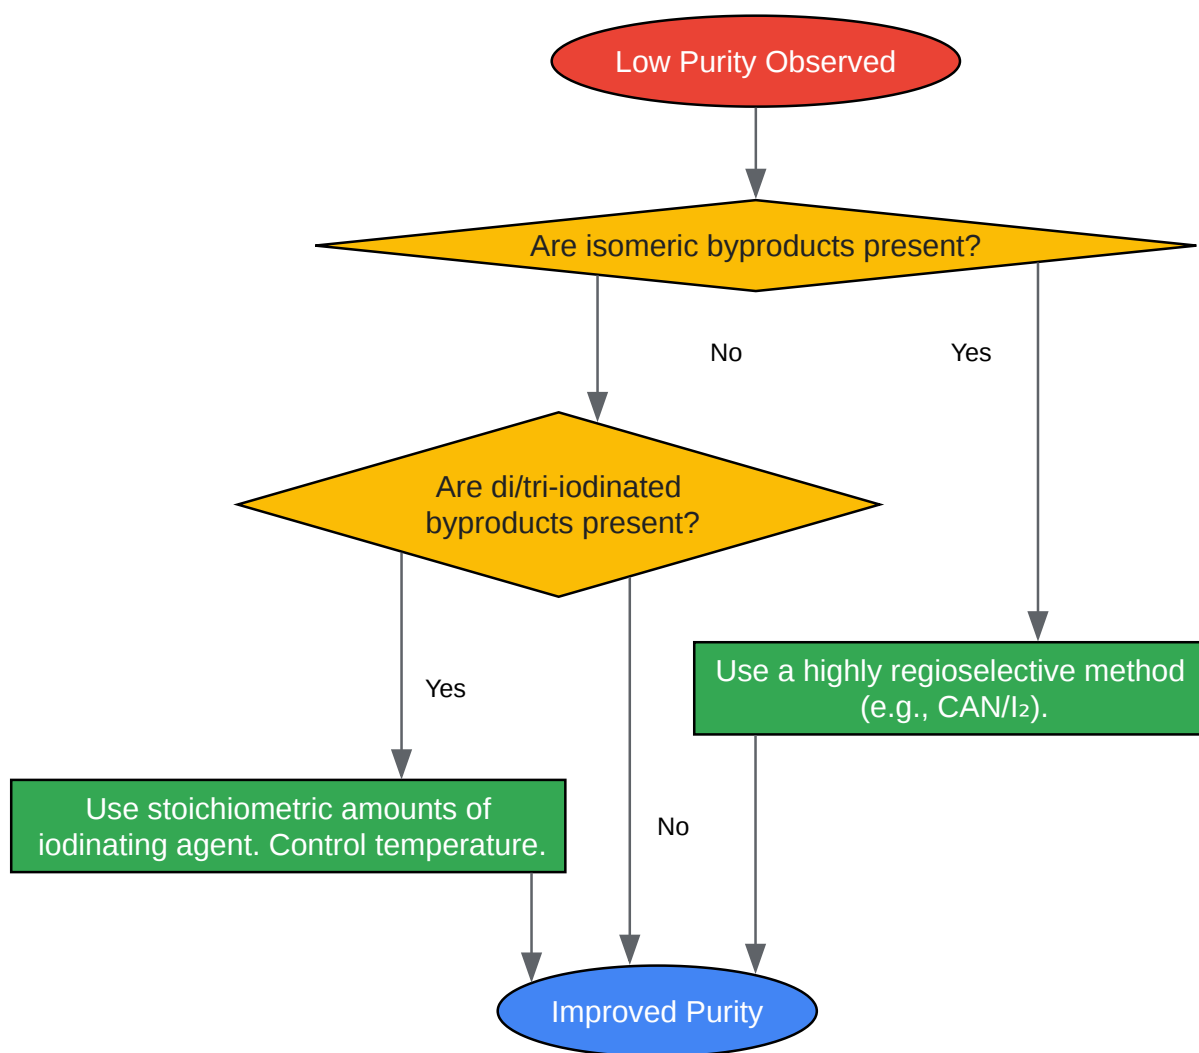 Low Purity Observed
Are isomeric byproducts present?
No
Yes
Are di/tri-iodinated
byproducts present?
Use a highly regioselective method
(e.g., CAN/I₂).
Yes
Use stoichiometric amounts of
iodinating agent. Control temperature.
No
Improved Purity